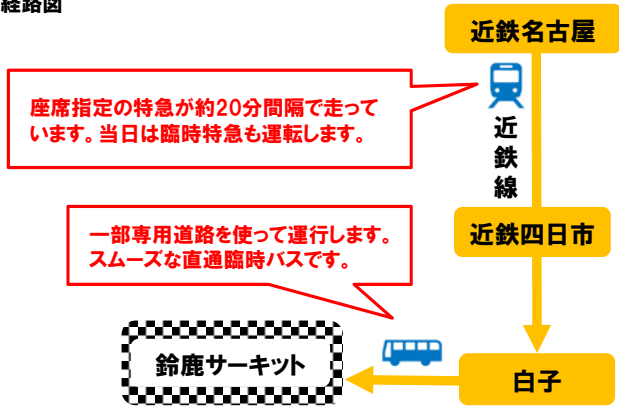 経路図
近鉄名古屋
座席指定の特急が約20分間隔で走って
います。当日は臨時特急も運転します。
近鉄線
近鉄四日市
一部専用道路を使って運行します。
スムーズな直通臨時バスです。
鈴鹿サーキット
白子